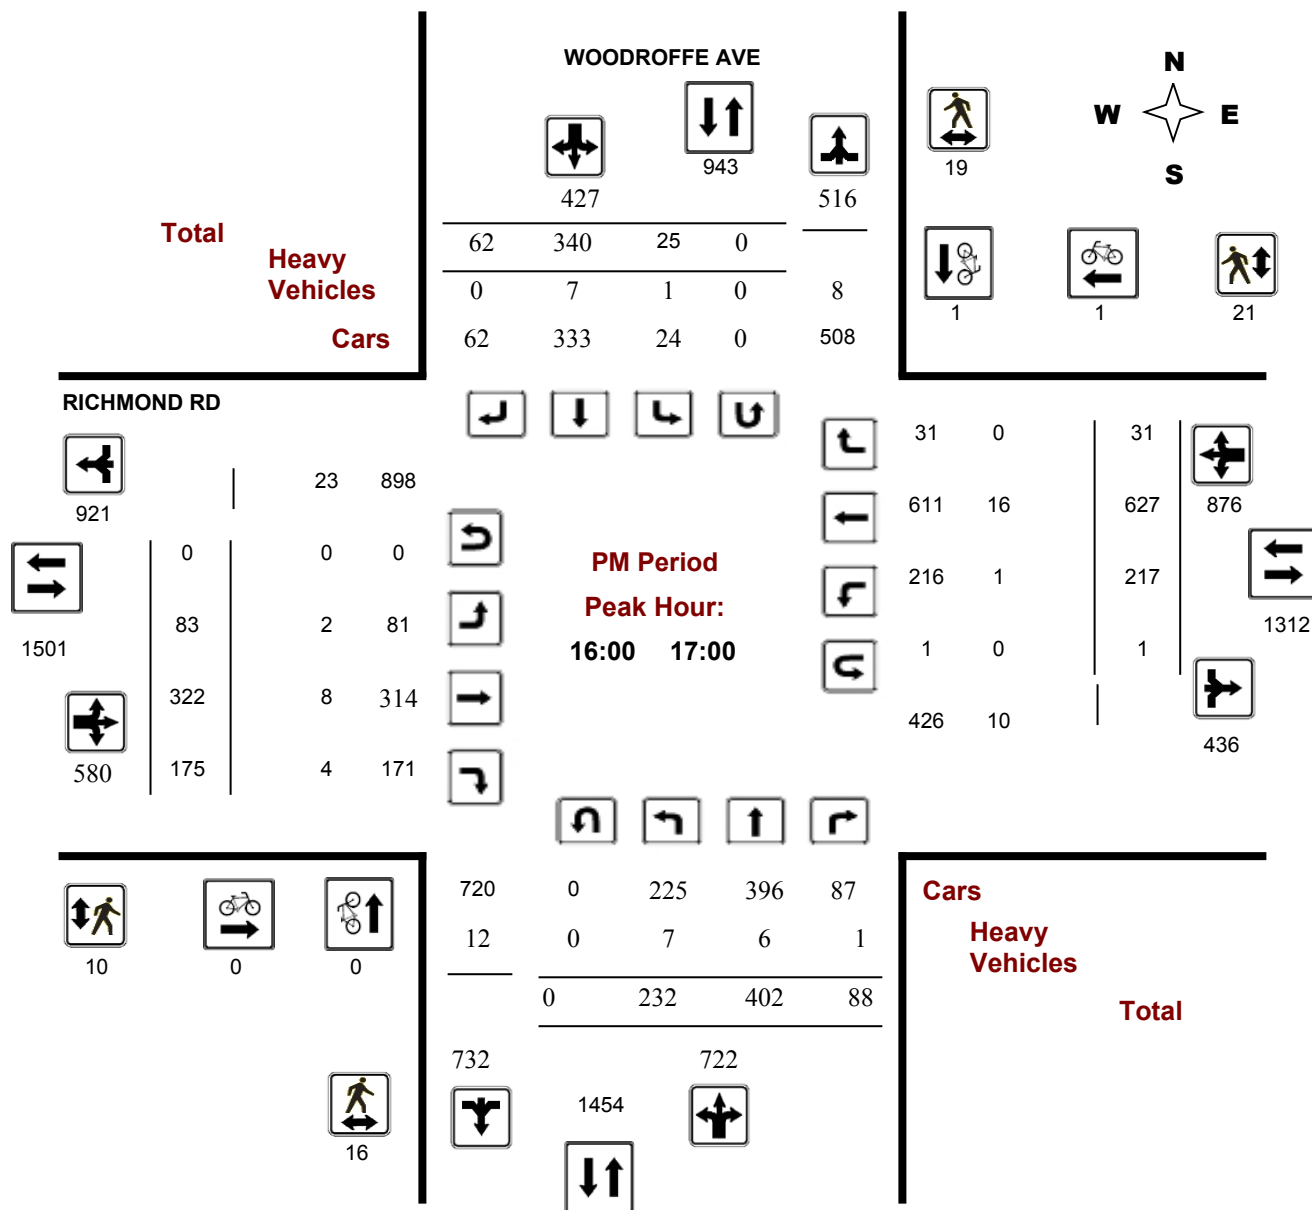 WOODROFFE AVE
N
W E
S
943
19
427 516
Total
62 340 25 0
Heavy
Vehicles
0 7 1 0 8
1 1 21
Cars
62 333 24 0 508
RICHMOND RD
31 0 31
23 898
921
611 16 627 876
0 0 0
PM Period
216 1 217
Peak Hour:
83 2 81
1312
1501
16:00 17:00
1 0 1
322 8 314
426 10
436
580 175 4 171
720 0 225 396 87
Cars
12 0 7 6 1
Heavy
Vehicles
10 0 0
0 232 402 88
Total
732 722
1454
16